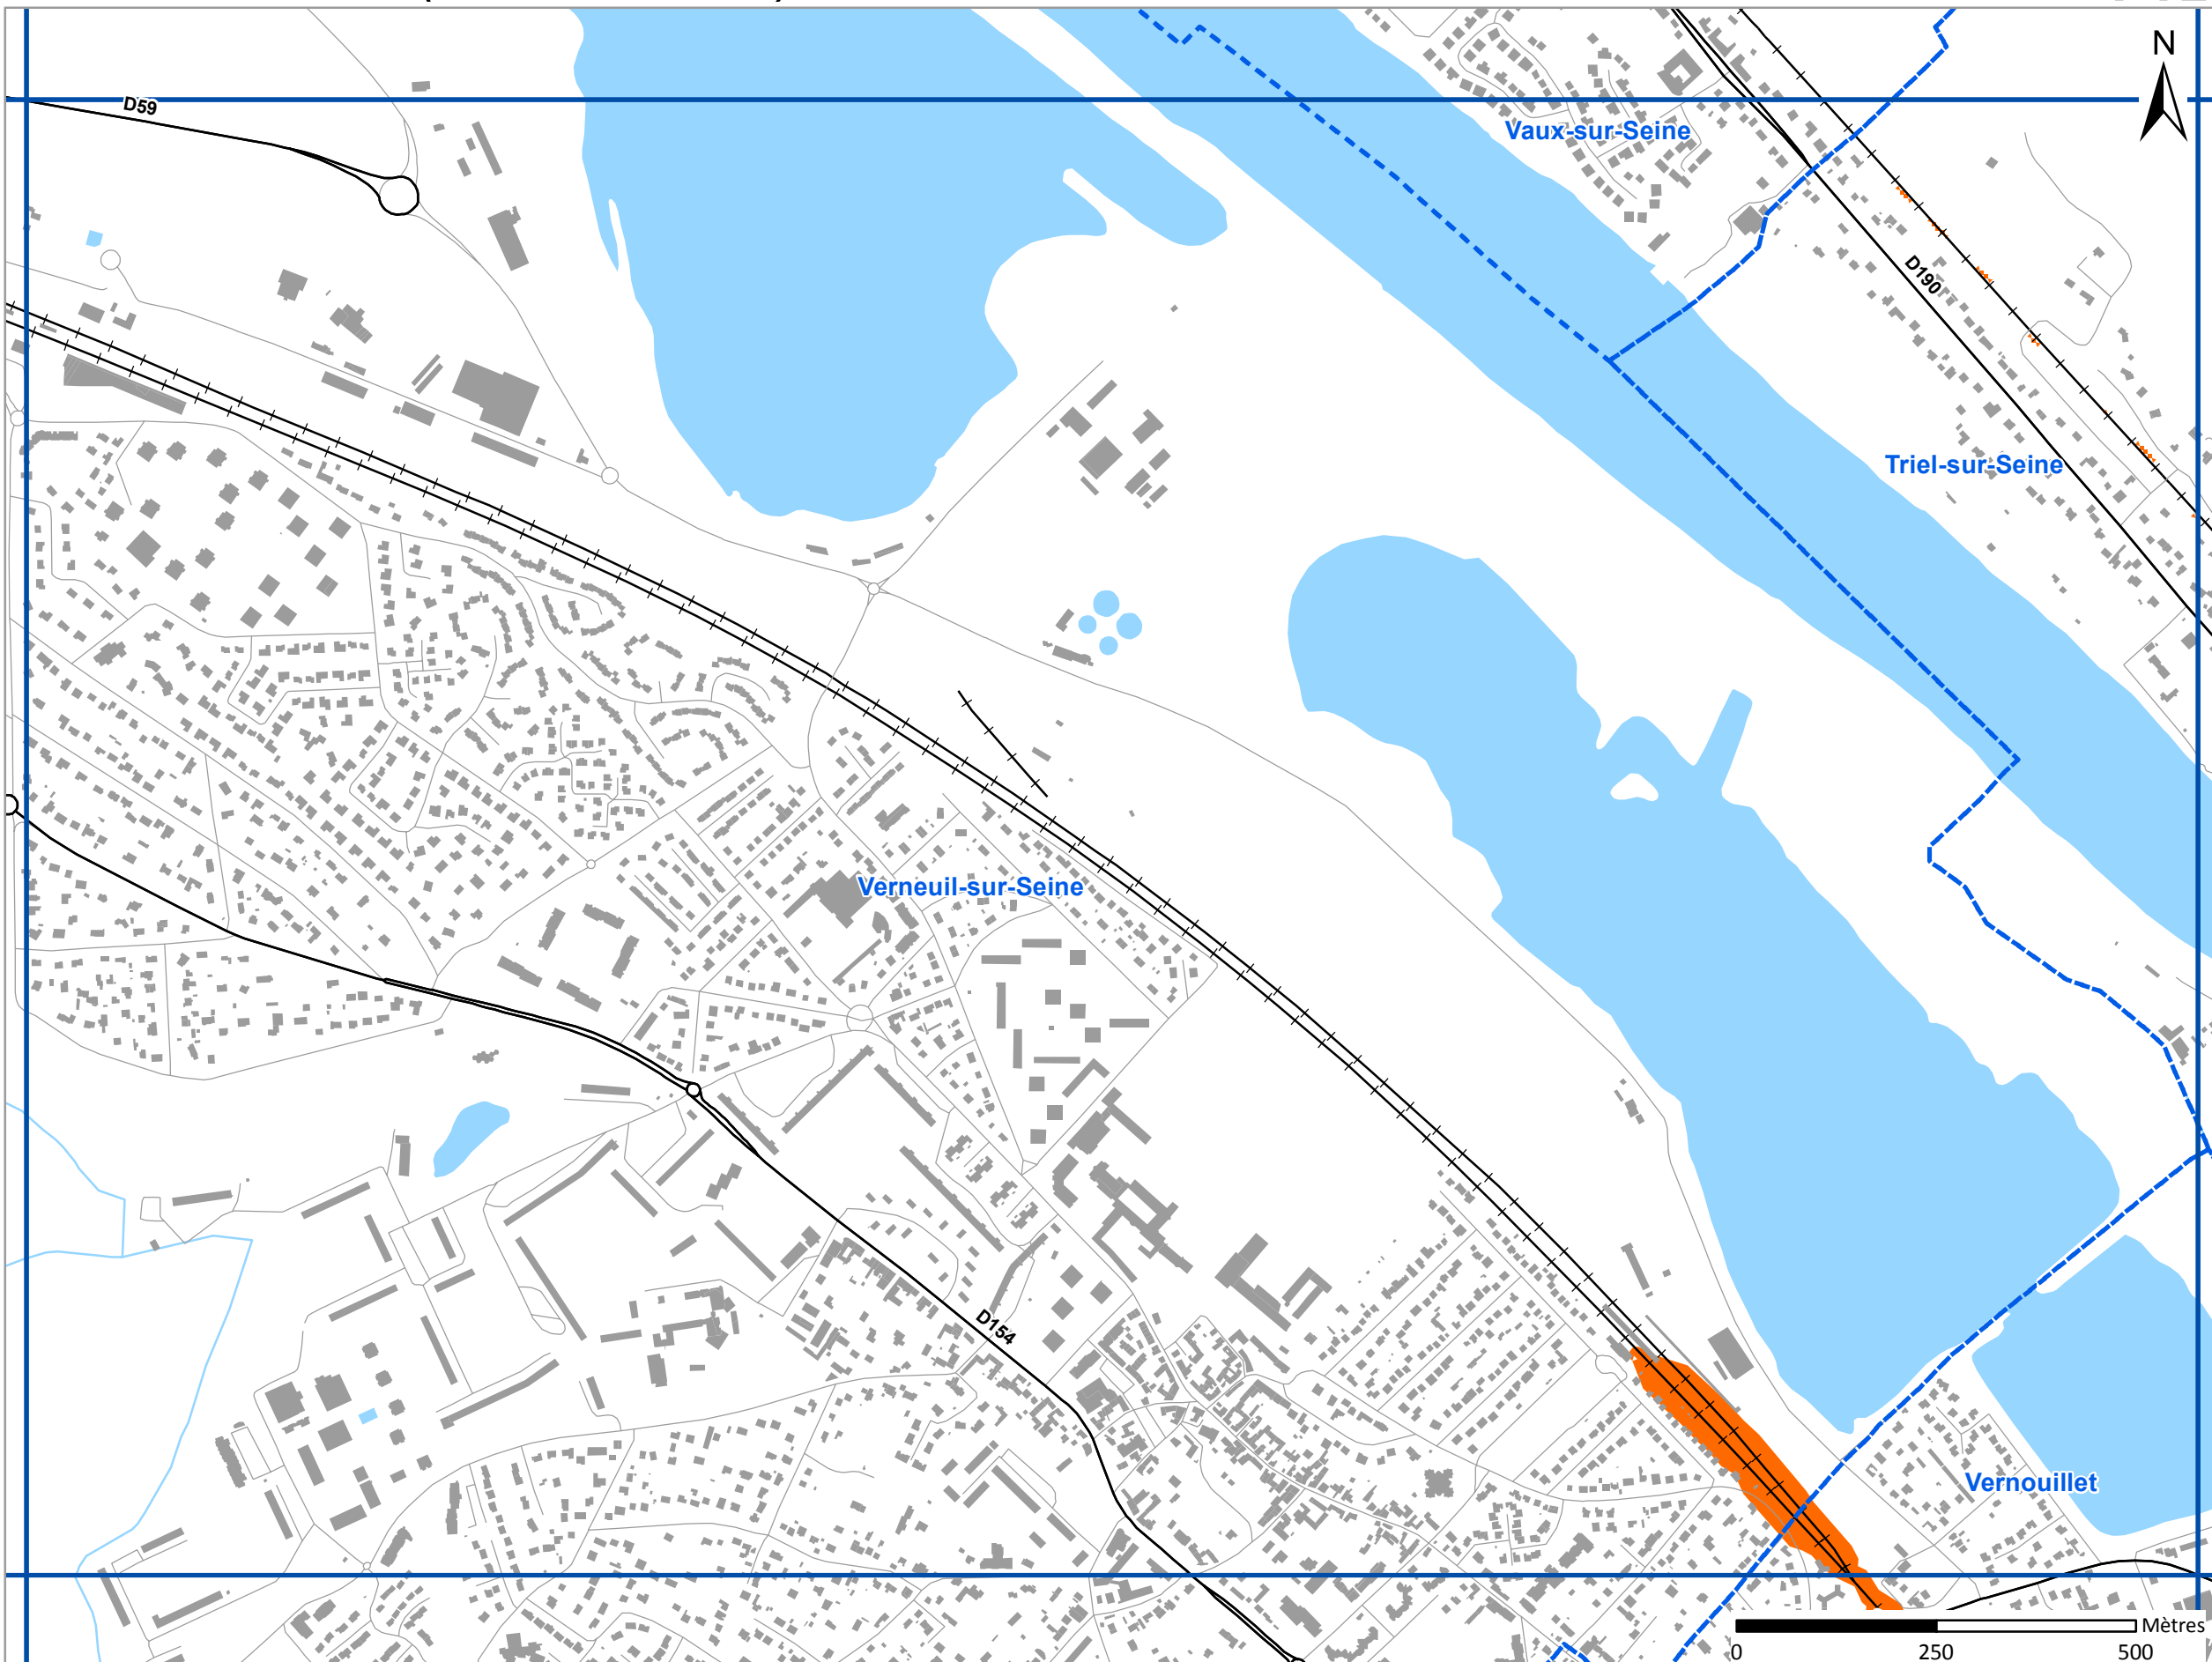 N
D59
Vaux-sur-Seine
D190
Triel-sur-Seine
Verneuil-sur-Seine
D154
Vernouillet
Mètres
0 250 500